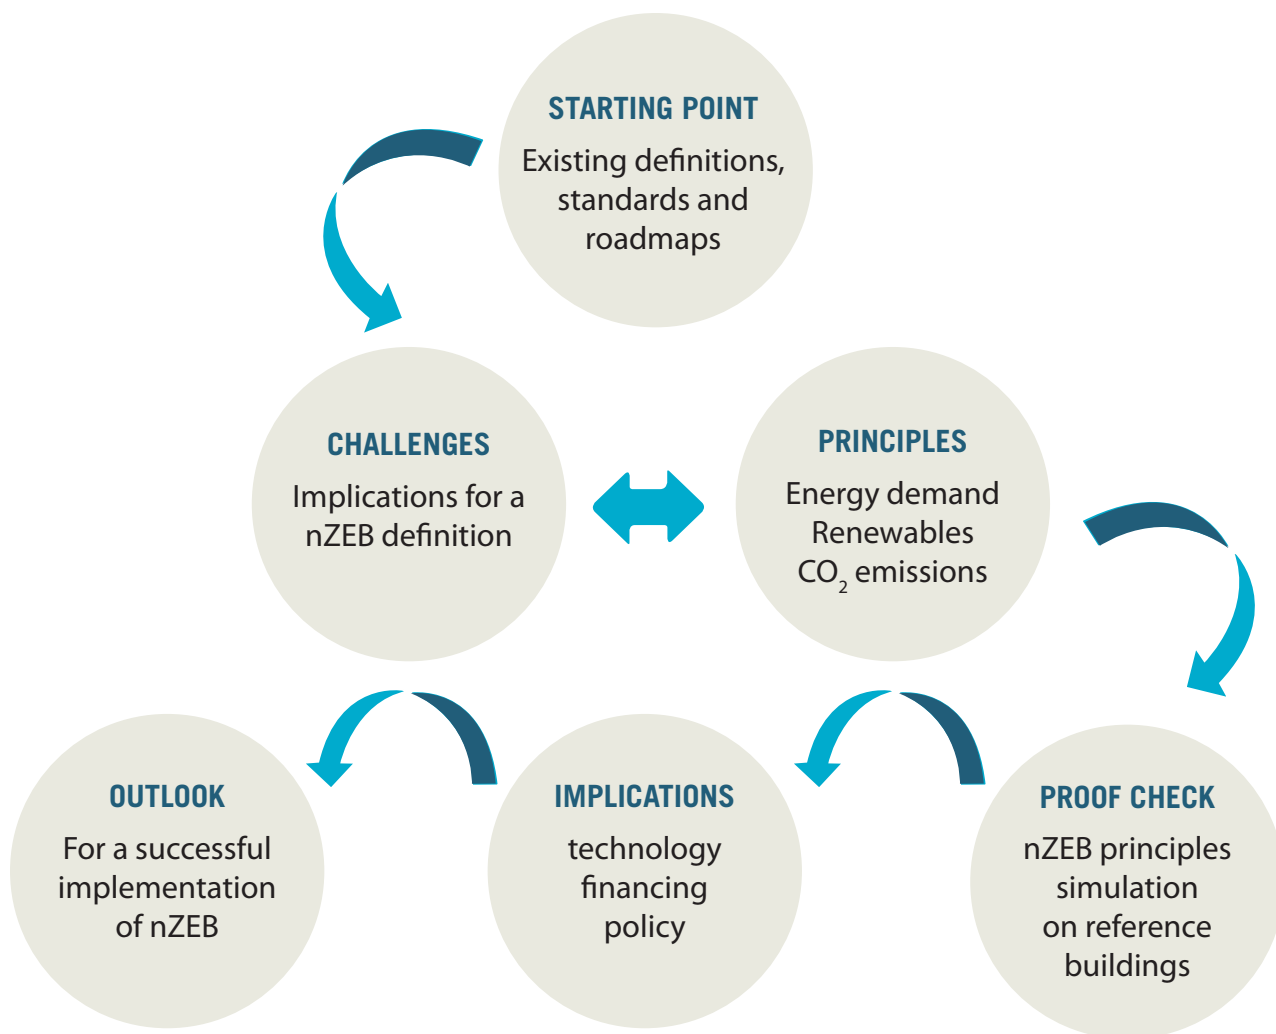 STARTING POINT
Existing definitions,
standards and
roadmaps
CHALLENGES
Implications for a
nZEB definition
PRINCIPLES
Energy demand
Renewables
CO₂ emissions
OUTLOOK
For a successful
implementation
of nZEB
IMPLICATIONS
technology
financing
policy
PROOF CHECK
nZEB principles
simulation
on reference
buildings